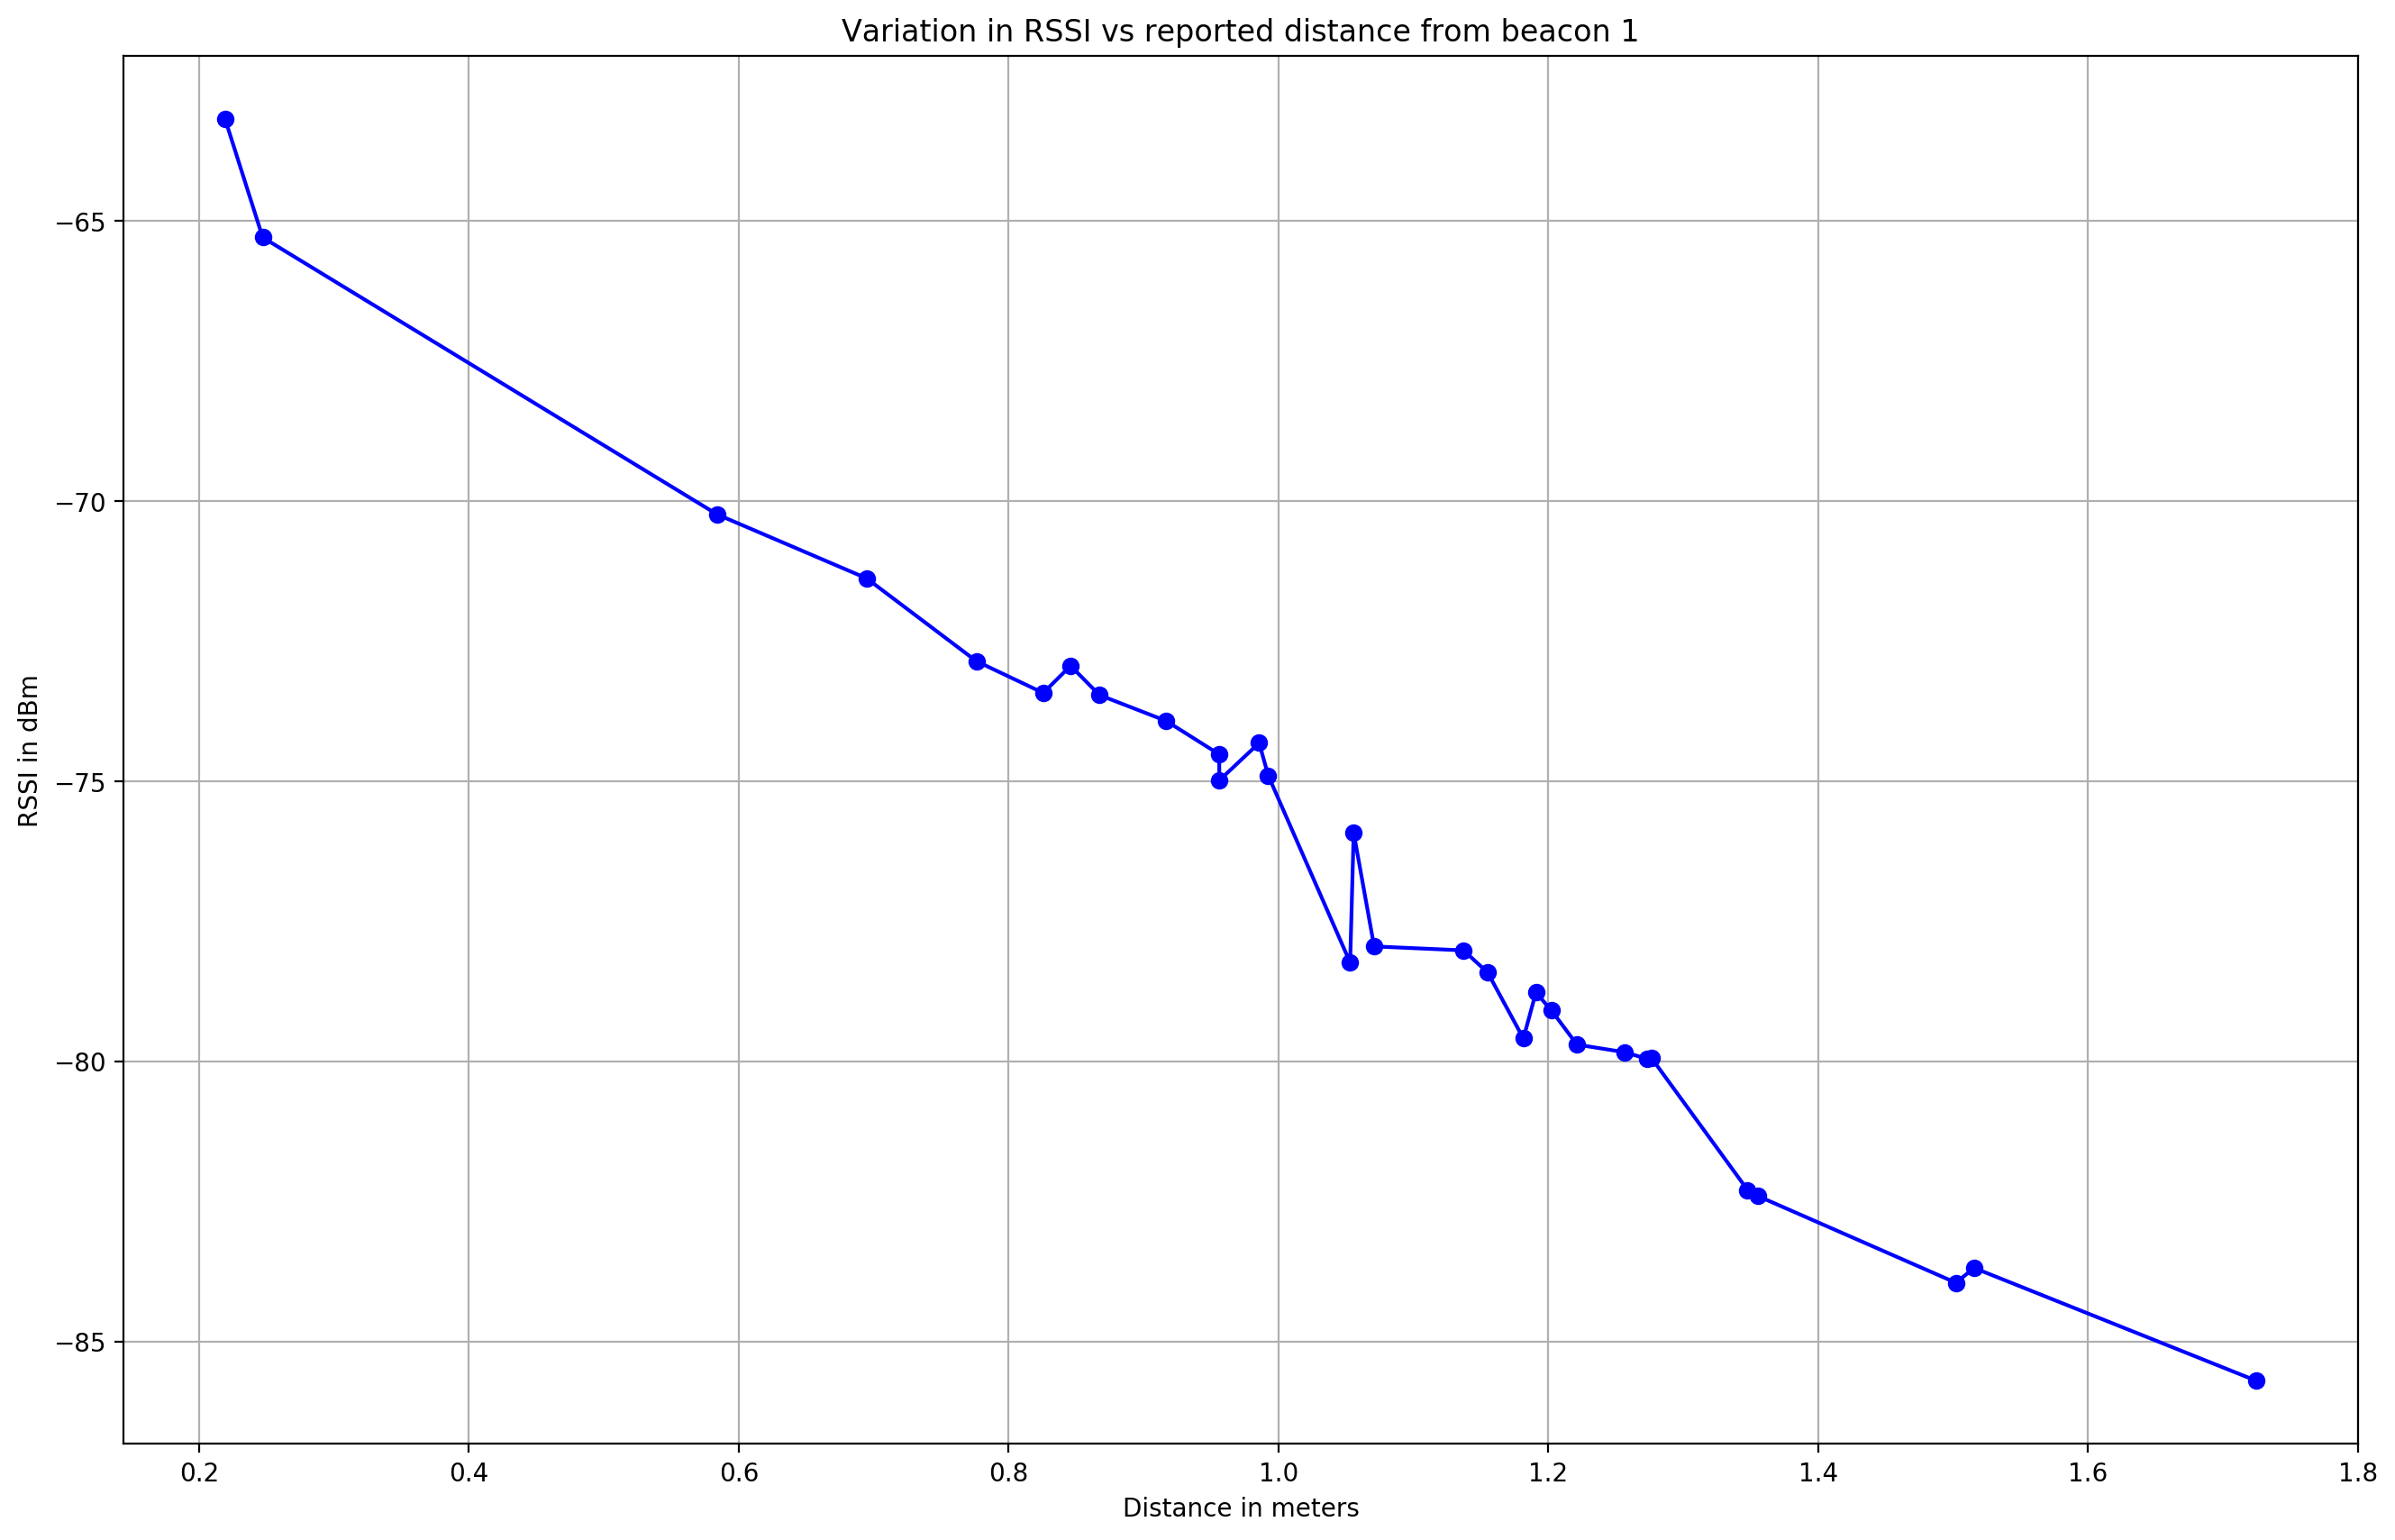 Variation in RSSI vs reported distance from beacon 1
RSSI in dBm
−65
−70
−75
−80
−85
0.2 0.4 0.6 0.8 1.0 1.2 1.4 1.6 1.8
Distance in meters